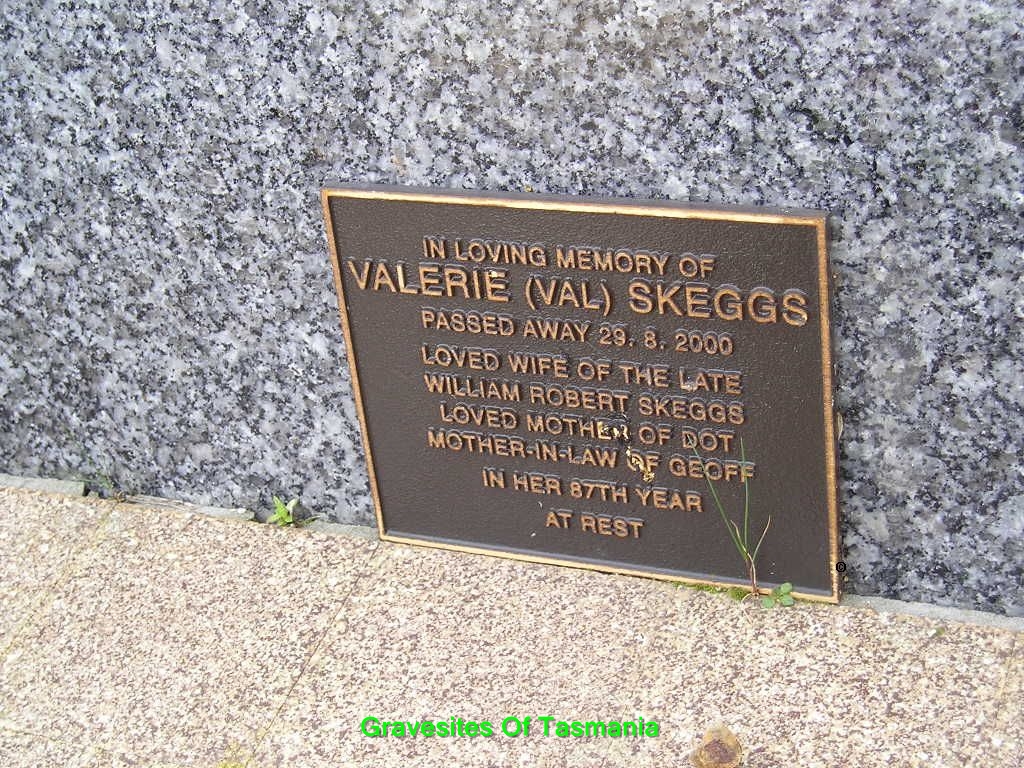 IN LOVING MEMORY OF
VALERIE (VAL) SKEGGS
PASSED AWAY 29. 8. 2000
LOVED WIFE OF THE LATE
WILLIAM ROBERT SKEGGS
LOVED MOTHER OF DOT
MOTHER-IN-LAW OF GEOFF
IN HER 87TH YEAR
AT REST
©
Gravesites Of Tasmania